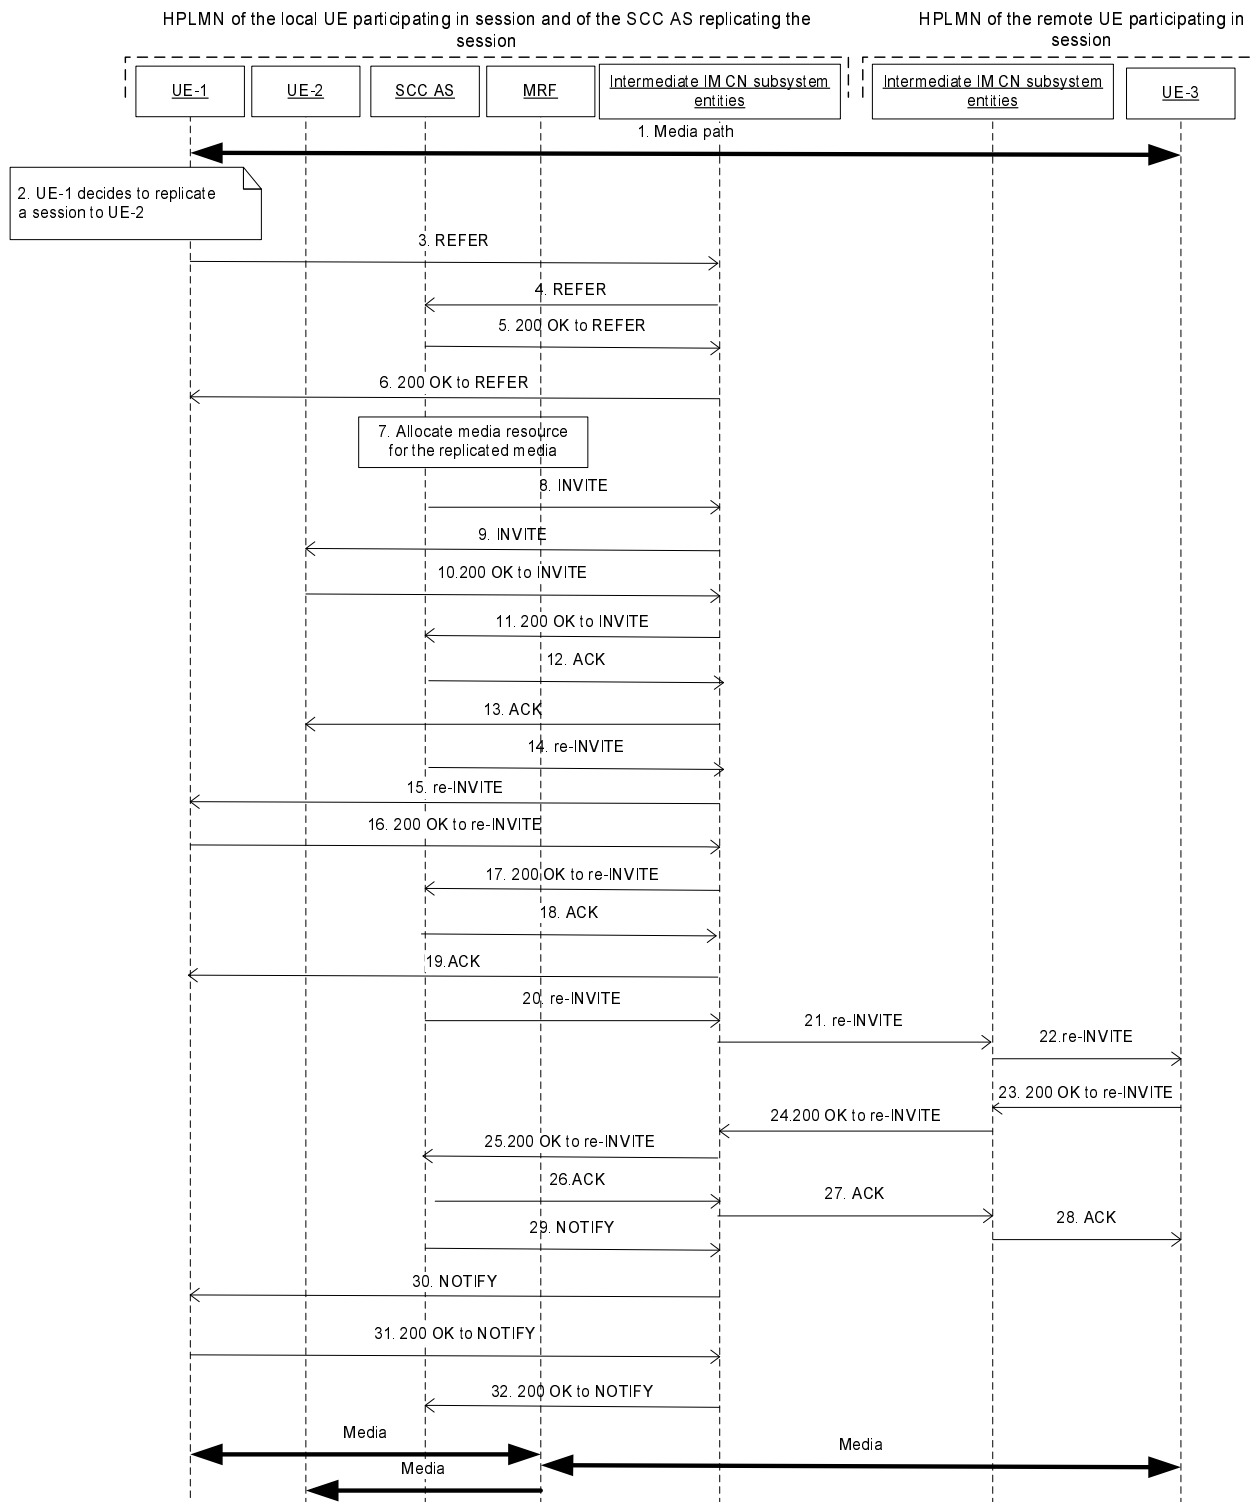 HPLMN of the local UE participating in session and of the SCC AS replicating the
session
HPLMN of the remote UE participating in
session
UE-1
UE-2
SCC AS
MRF
Intermediate IM CN subsystem
entities
Intermediate IM CN subsystem
entities
UE-3
1. Media path
2. UE-1 decides to replicate
a session to UE-2
3. REFER
4. REFER
5. 200 OK to REFER
6. 200 OK to REFER
7. Allocate media resource
for the replicated media
8. INVITE
9. INVITE
10.200 OK to INVITE
11. 200 OK to INVITE
12. ACK
13. ACK
14. re-INVITE
15. re-INVITE
16. 200 OK to re-INVITE
17. 200 OK to re-INVITE
18. ACK
19.ACK
20. re-INVITE
21. re-INVITE
22.re-INVITE
23. 200 OK to re-INVITE
24.200 OK to re-INVITE
25.200 OK to re-INVITE
26.ACK
27. ACK
28. ACK
29. NOTIFY
30. NOTIFY
31. 200 OK to NOTIFY
32. 200 OK to NOTIFY
Media
Media
Media